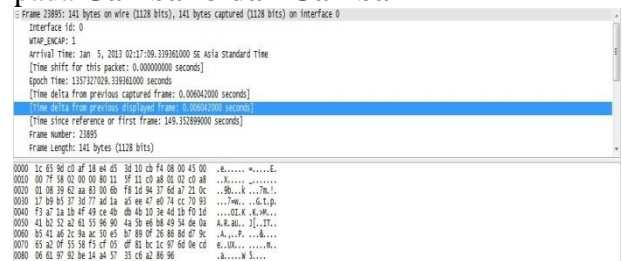 Frame 23895: 141 bytes on wire (1128 bits), 141 bytes captured (1128 bits) on interface 0
Interface id: 0
WTAP_ENCAP: 1
Arrival Time: Jan 5, 2013 02:17:09.339361000 SE Asia Standard Time
[Time shift for this packet: 0.000000000 seconds]
Epoch Time: 1357327029.339361000 seconds
[Time delta from previous captured frame: 0.006042000 seconds]
[Time delta from previous displayed frame: 0.006042000 seconds]
[Time since reference or first frame: 149.352899000 seconds]
Frame Number: 23895
Frame Length: 141 bytes (1128 bits)
0000 1c 65 9d c0 af 18 e4 d5 3d 10 cb f4 08 00 45 00 .e...... =.....E.
0010 00 7f 58 02 00 00 80 11 5f 11 c0 a8 01 02 c0 a8 ..X..... _.......
0020 01 08 39 62 aa 83 00 6b f8 1d 94 37 6d a7 21 0c ..9b...k ...7m.!.
0030 17 b9 b5 37 3d 77 ad 1a a5 ee 47 e0 74 cc 70 93 ...7=w.. ..G.t.p.
0040 f3 a7 1a 1b 4f 49 ce 4b db 4b 10 3e 4d 1b f0 1d ....OI.K .K.>M...
0050 41 b2 52 a2 61 55 96 90 4a 5b e6 b8 49 54 de 0a A.R.aU.. J[..IT..
0060 b5 41 a6 2c 9a ac 50 e5 b7 89 0f 26 86 8d d7 9c .A.,..P. ...&....
0070 65 a2 0f 55 58 f5 cf 05 df 81 bc 1c 97 6d 0e cd e..UX... .....m..
0080 06 61 97 92 be 14 a4 57 35 c6 a2 86 96 .a.....W 5....